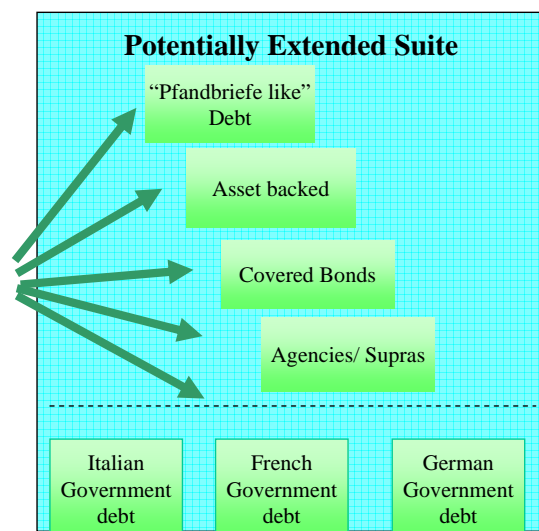 Potentially Extended Suite
“Pfandbriefe like”
Debt
Asset backed
Covered Bonds
Agencies/ Supras
Italian
Government
debt
French
Government
debt
German
Government
debt